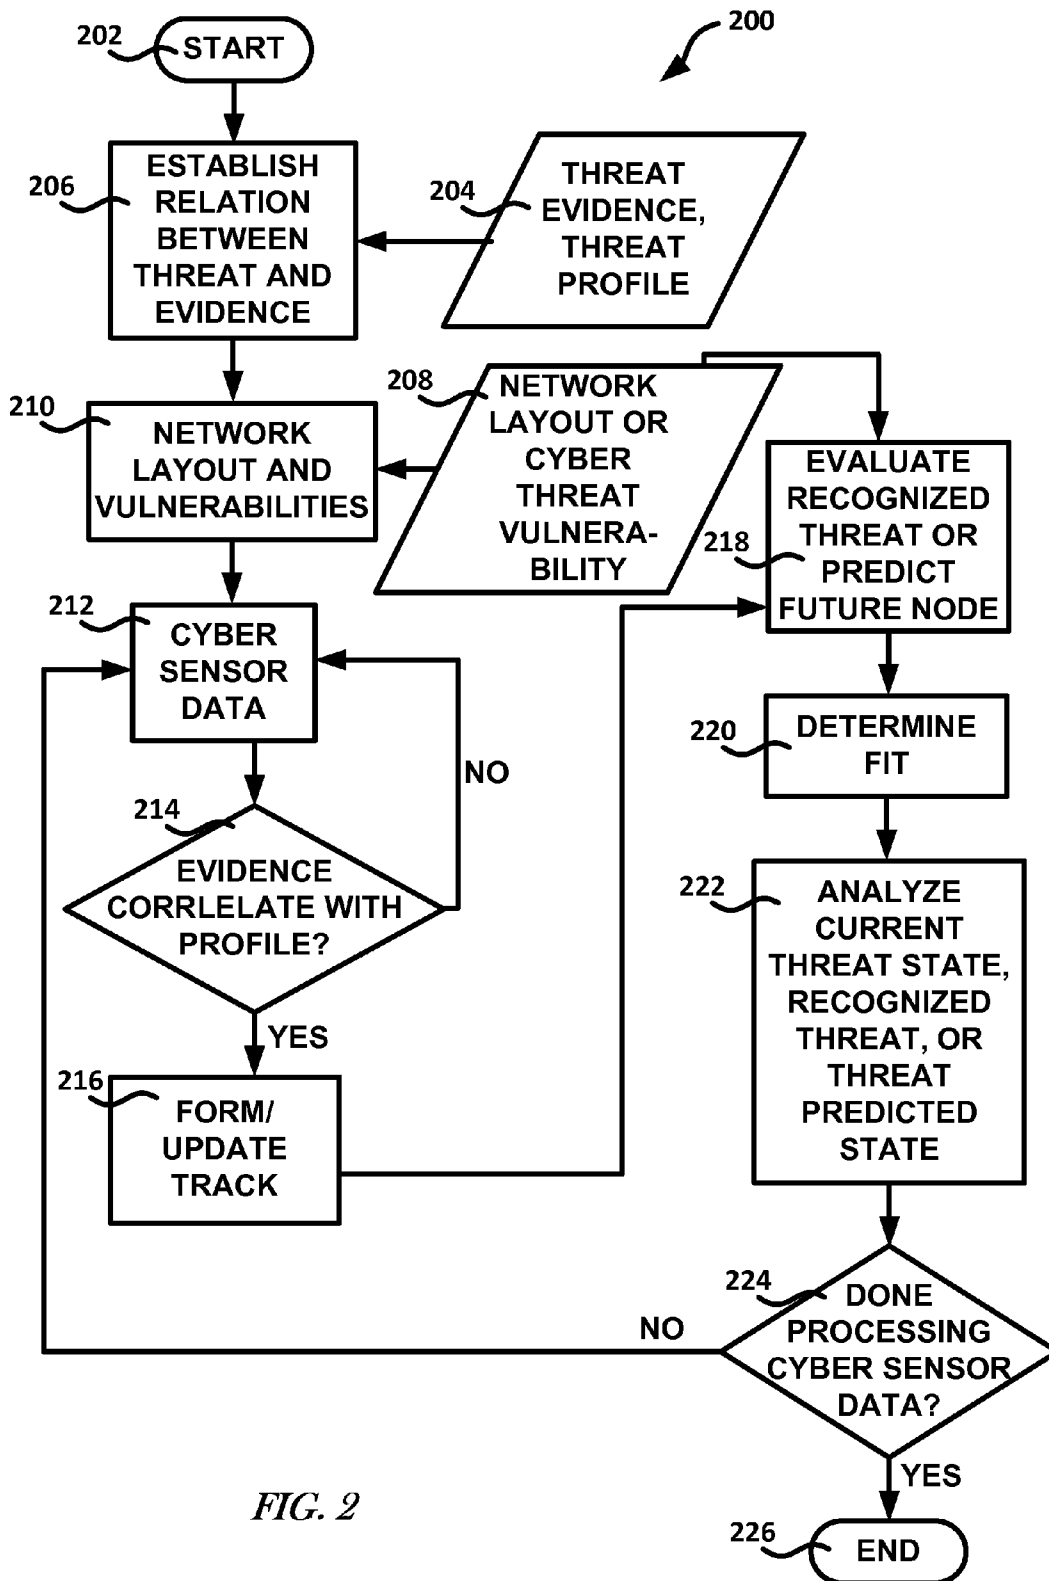 200
202
START
206
ESTABLISH
RELATION
BETWEEN
THREAT AND
EVIDENCE
204
THREAT
EVIDENCE,
THREAT
PROFILE
210
NETWORK
LAYOUT AND
VULNERABILITIES
208
NETWORK
LAYOUT OR
CYBER
THREAT
VULNERA-
BILITY
212
CYBER
SENSOR
DATA
214
EVIDENCE
CORRLELATE WITH
PROFILE?
NO
YES
216
FORM/
UPDATE
TRACK
218
EVALUATE
RECOGNIZED
THREAT OR
PREDICT
FUTURE NODE
220
DETERMINE
FIT
222
ANALYZE
CURRENT
THREAT STATE,
RECOGNIZED
THREAT, OR
THREAT
PREDICTED
STATE
224
DONE
PROCESSING
CYBER SENSOR
DATA?
NO
YES
226
END
FIG. 2